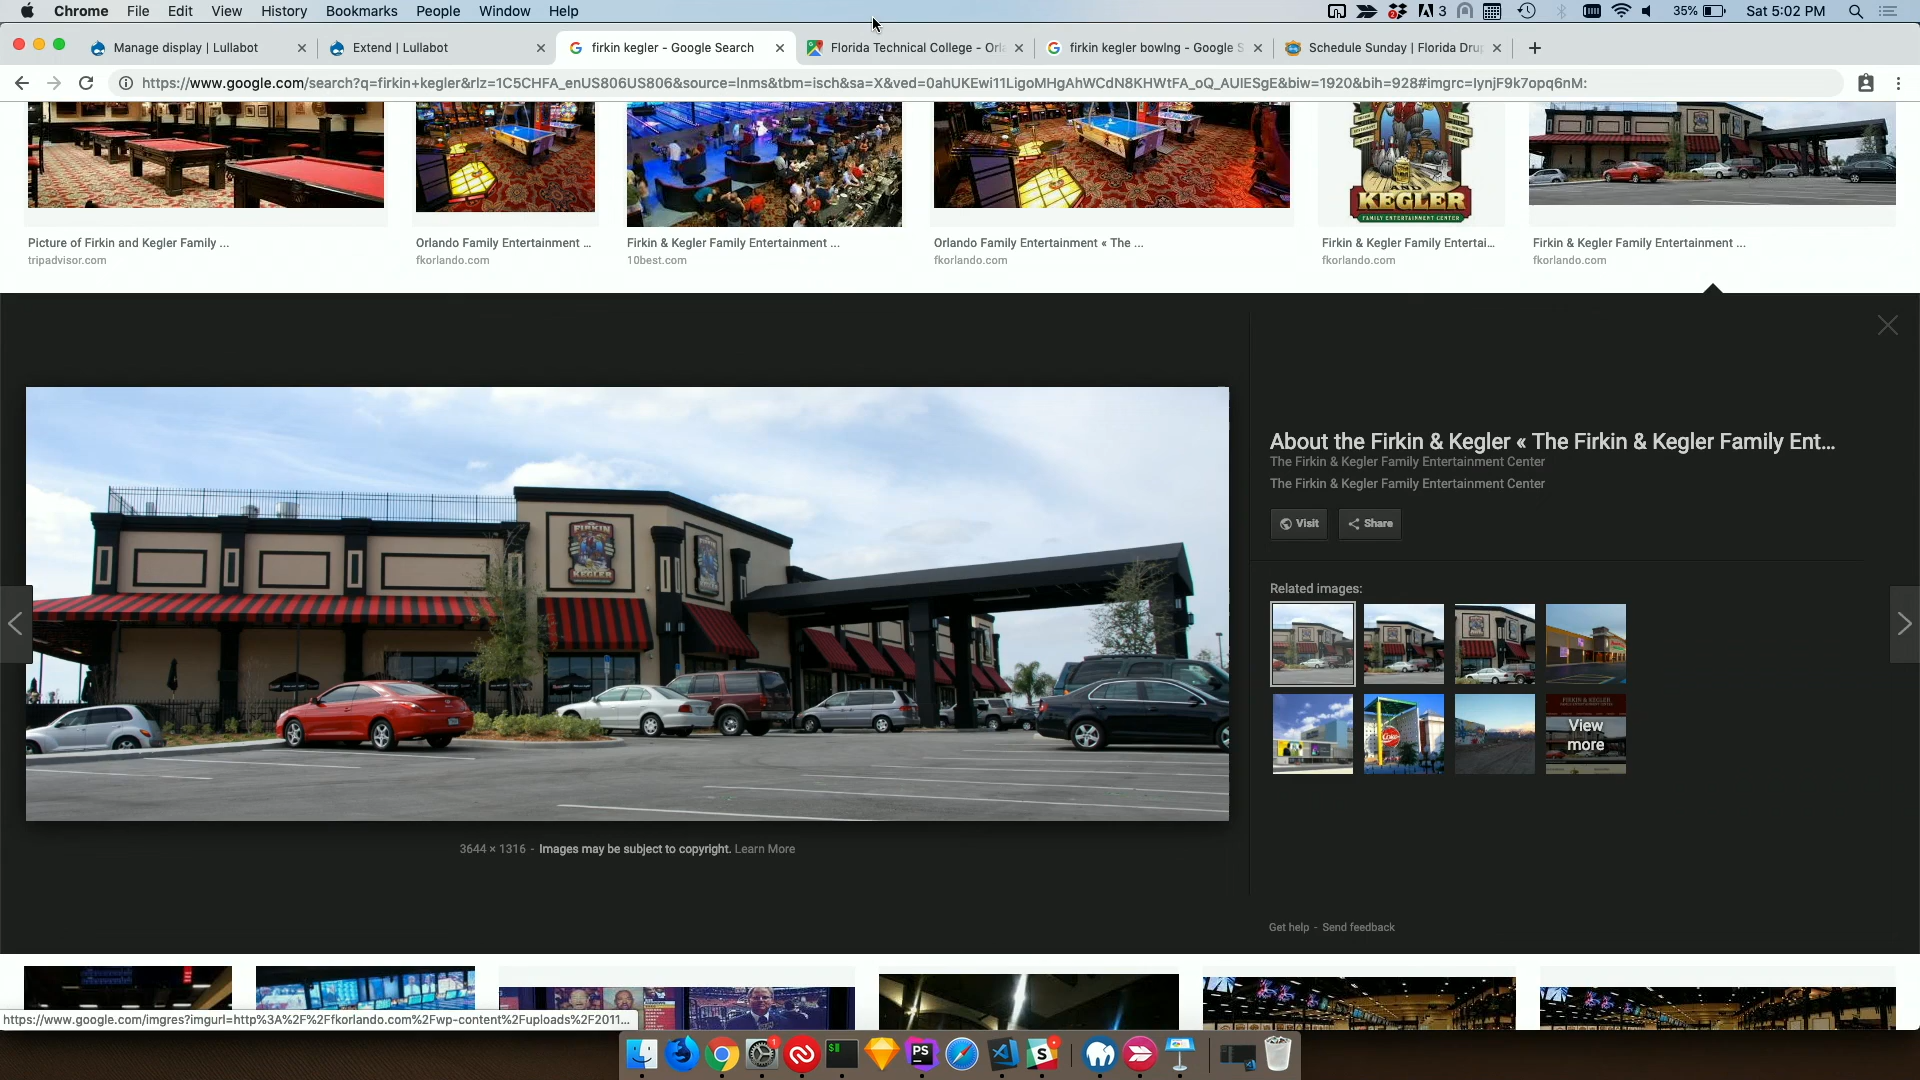 Chrome File Edit View History Bookmarks People Window Help
3 35% Sat 5:02 PM
Manage display | Lullabot
Extend | Lullabot
firkin kegler - Google Search
Florida Technical College - Orl
firkin kegler bowlng - Google S
Schedule Sunday | Florida Dru
https://www.google.com/search?q=firkin+kegler&rlz=1C5CHFA_enUS806US806&source=lnms&tbm=isch&sa=X&ved=0ahUKEwi11LigoMHgAhWCdN8KHWtFA_oQ_AUIESgE&biw=1920&bih=928#imgrc=IynjF9k7opq6nM:
AND
KEGLER
FAMILY ENTERTAINMENT CENTER
Picture of Firkin and Kegler Family ...
tripadvisor.com
Orlando Family Entertainment ...
fkorlando.com
Firkin & Kegler Family Entertainment ...
10best.com
Orlando Family Entertainment « The ...
fkorlando.com
Firkin & Kegler Family Entertai...
fkorlando.com
Firkin & Kegler Family Entertainment ...
fkorlando.com
FIRKIN
KEGLER
About the Firkin & Kegler « The Firkin & Kegler Family Ent...
The Firkin & Kegler Family Entertainment Center
The Firkin & Kegler Family Entertainment Center
Visit
Share
Related images:
View
more
3644 × 1316 - Images may be subject to copyright. Learn More
Get help - Send feedback
https://www.google.com/imgres?imgurl=http%3A%2F%2Ffkorlando.com%2Fwp-content%2Fuploads%2F2011...
1
$
PS
S